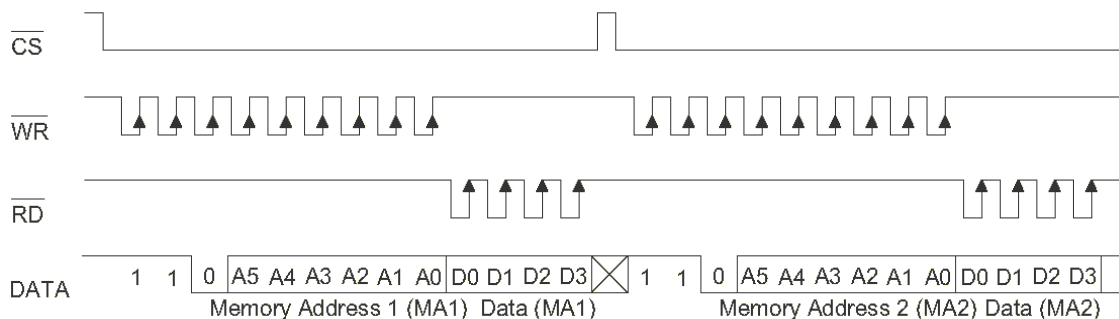 CS
WR
RD
DATA 1 1 0 A5 A4 A3 A2 A1 A0 D0 D1 D2 D3 1 1 0 A5 A4 A3 A2 A1 A0 D0 D1 D2 D3
Memory Address 1 (MA1) Data (MA1) Memory Address 2 (MA2) Data (MA2)